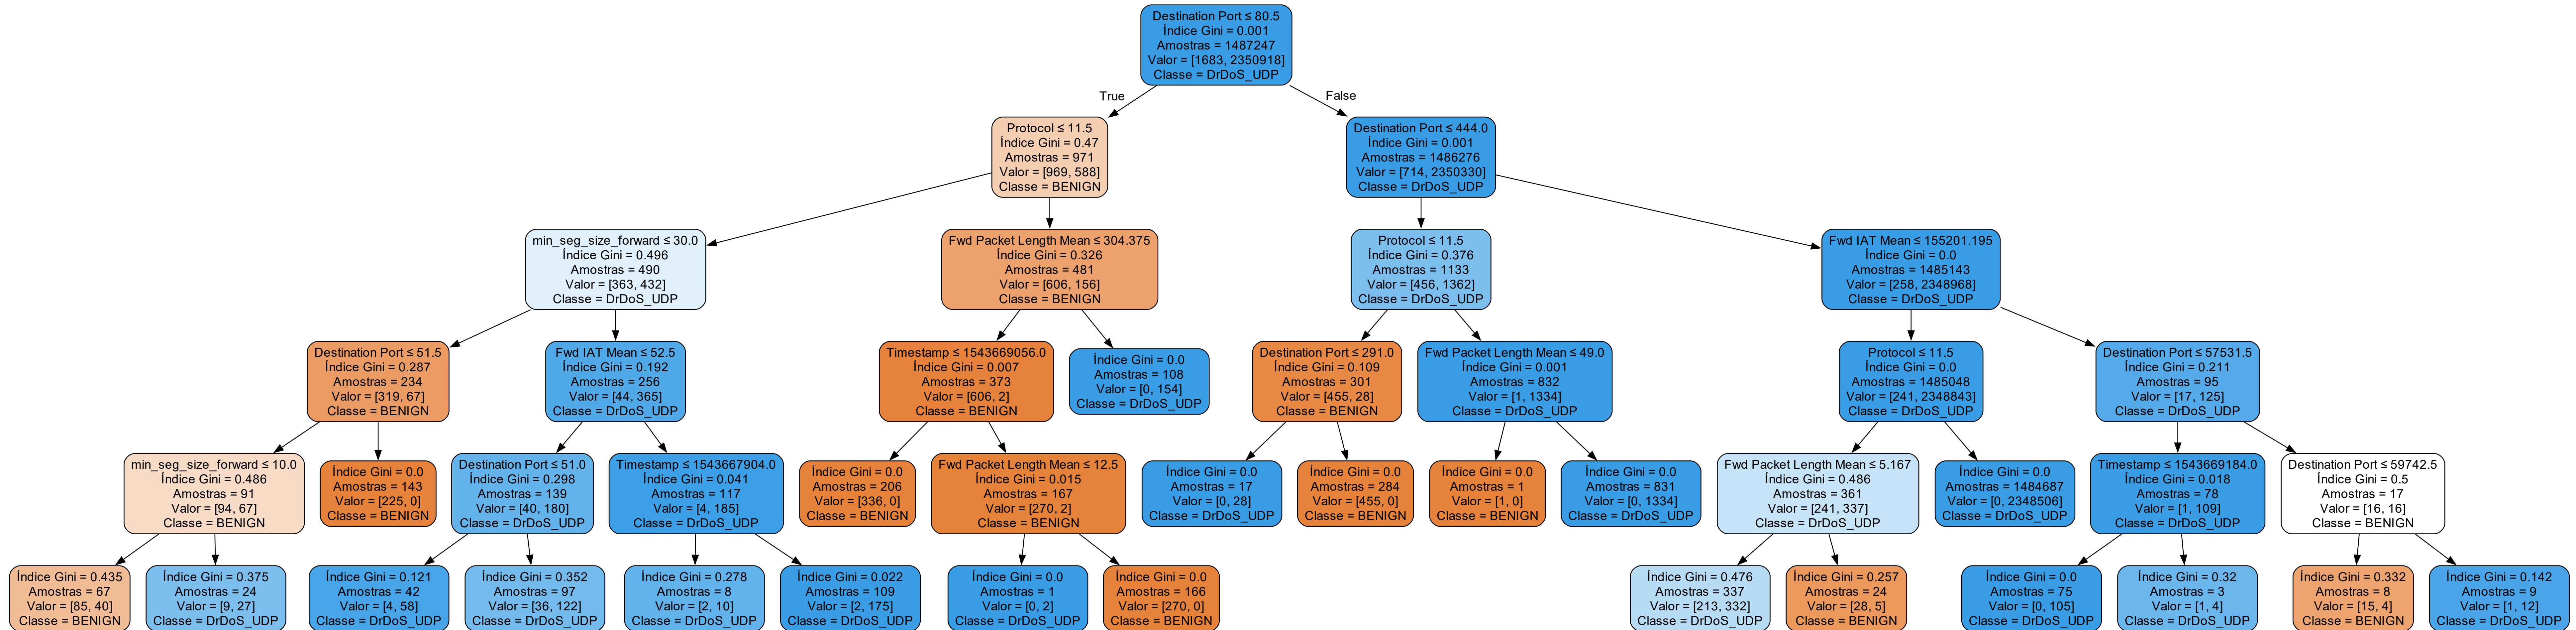 Destination Port ≤ 80.5
Índice Gini = 0.001
Amostras = 1487247
Valor = [1683, 2350918]
Classe = DrDoS_UDP
True
False
Protocol ≤ 11.5
Índice Gini = 0.47
Amostras = 971
Valor = [969, 588]
Classe = BENIGN
Destination Port ≤ 444.0
Índice Gini = 0.001
Amostras = 1486276
Valor = [714, 2350330]
Classe = DrDoS_UDP
min_seg_size_forward ≤ 30.0
Índice Gini = 0.496
Amostras = 490
Valor = [363, 432]
Classe = DrDoS_UDP
Fwd Packet Length Mean ≤ 304.375
Índice Gini = 0.326
Amostras = 481
Valor = [606, 156]
Classe = BENIGN
Protocol ≤ 11.5
Índice Gini = 0.376
Amostras = 1133
Valor = [456, 1362]
Classe = DrDoS_UDP
Fwd IAT Mean ≤ 155201.195
Índice Gini = 0.0
Amostras = 1485143
Valor = [258, 2348968]
Classe = DrDoS_UDP
Destination Port ≤ 51.5
Índice Gini = 0.287
Amostras = 234
Valor = [319, 67]
Classe = BENIGN
Fwd IAT Mean ≤ 52.5
Índice Gini = 0.192
Amostras = 256
Valor = [44, 365]
Classe = DrDoS_UDP
Timestamp ≤ 1543669056.0
Índice Gini = 0.007
Amostras = 373
Valor = [606, 2]
Classe = BENIGN
Índice Gini = 0.0
Amostras = 108
Valor = [0, 154]
Classe = DrDoS_UDP
Destination Port ≤ 291.0
Índice Gini = 0.109
Amostras = 301
Valor = [455, 28]
Classe = BENIGN
Fwd Packet Length Mean ≤ 49.0
Índice Gini = 0.001
Amostras = 832
Valor = [1, 1334]
Classe = DrDoS_UDP
Protocol ≤ 11.5
Índice Gini = 0.0
Amostras = 1485048
Valor = [241, 2348843]
Classe = DrDoS_UDP
Destination Port ≤ 57531.5
Índice Gini = 0.211
Amostras = 95
Valor = [17, 125]
Classe = DrDoS_UDP
min_seg_size_forward ≤ 10.0
Índice Gini = 0.486
Amostras = 91
Valor = [94, 67]
Classe = BENIGN
Índice Gini = 0.0
Amostras = 143
Valor = [225, 0]
Classe = BENIGN
Destination Port ≤ 51.0
Índice Gini = 0.298
Amostras = 139
Valor = [40, 180]
Classe = DrDoS_UDP
Timestamp ≤ 1543667904.0
Índice Gini = 0.041
Amostras = 117
Valor = [4, 185]
Classe = DrDoS_UDP
Índice Gini = 0.0
Amostras = 206
Valor = [336, 0]
Classe = BENIGN
Fwd Packet Length Mean ≤ 12.5
Índice Gini = 0.015
Amostras = 167
Valor = [270, 2]
Classe = BENIGN
Índice Gini = 0.0
Amostras = 17
Valor = [0, 28]
Classe = DrDoS_UDP
Índice Gini = 0.0
Amostras = 284
Valor = [455, 0]
Classe = BENIGN
Índice Gini = 0.0
Amostras = 1
Valor = [1, 0]
Classe = BENIGN
Índice Gini = 0.0
Amostras = 831
Valor = [0, 1334]
Classe = DrDoS_UDP
Fwd Packet Length Mean ≤ 5.167
Índice Gini = 0.486
Amostras = 361
Valor = [241, 337]
Classe = DrDoS_UDP
Índice Gini = 0.0
Amostras = 1484687
Valor = [0, 2348506]
Classe = DrDoS_UDP
Timestamp ≤ 1543669184.0
Índice Gini = 0.018
Amostras = 78
Valor = [1, 109]
Classe = DrDoS_UDP
Destination Port ≤ 59742.5
Índice Gini = 0.5
Amostras = 17
Valor = [16, 16]
Classe = BENIGN
Índice Gini = 0.435
Amostras = 67
Valor = [85, 40]
Classe = BENIGN
Índice Gini = 0.375
Amostras = 24
Valor = [9, 27]
Classe = DrDoS_UDP
Índice Gini = 0.121
Amostras = 42
Valor = [4, 58]
Classe = DrDoS_UDP
Índice Gini = 0.352
Amostras = 97
Valor = [36, 122]
Classe = DrDoS_UDP
Índice Gini = 0.278
Amostras = 8
Valor = [2, 10]
Classe = DrDoS_UDP
Índice Gini = 0.022
Amostras = 109
Valor = [2, 175]
Classe = DrDoS_UDP
Índice Gini = 0.0
Amostras = 1
Valor = [0, 2]
Classe = DrDoS_UDP
Índice Gini = 0.0
Amostras = 166
Valor = [270, 0]
Classe = BENIGN
Índice Gini = 0.476
Amostras = 337
Valor = [213, 332]
Classe = DrDoS_UDP
Índice Gini = 0.257
Amostras = 24
Valor = [28, 5]
Classe = BENIGN
Índice Gini = 0.0
Amostras = 75
Valor = [0, 105]
Classe = DrDoS_UDP
Índice Gini = 0.32
Amostras = 3
Valor = [1, 4]
Classe = DrDoS_UDP
Índice Gini = 0.332
Amostras = 8
Valor = [15, 4]
Classe = BENIGN
Índice Gini = 0.142
Amostras = 9
Valor = [1, 12]
Classe = DrDoS_UDP